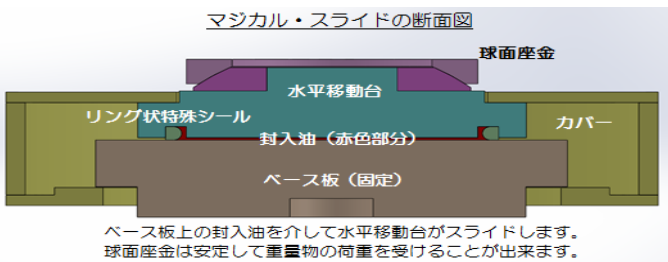 マジカル・スライドの断面図
球面座金
水平移動台
リング状特殊シール
カバー
封入油（赤色部分）
ベース板（固定）
ベース板上の封入油を介して水平移動台がスライドします。
球面座金は安定して重量物の荷重を受けることが出来ます。